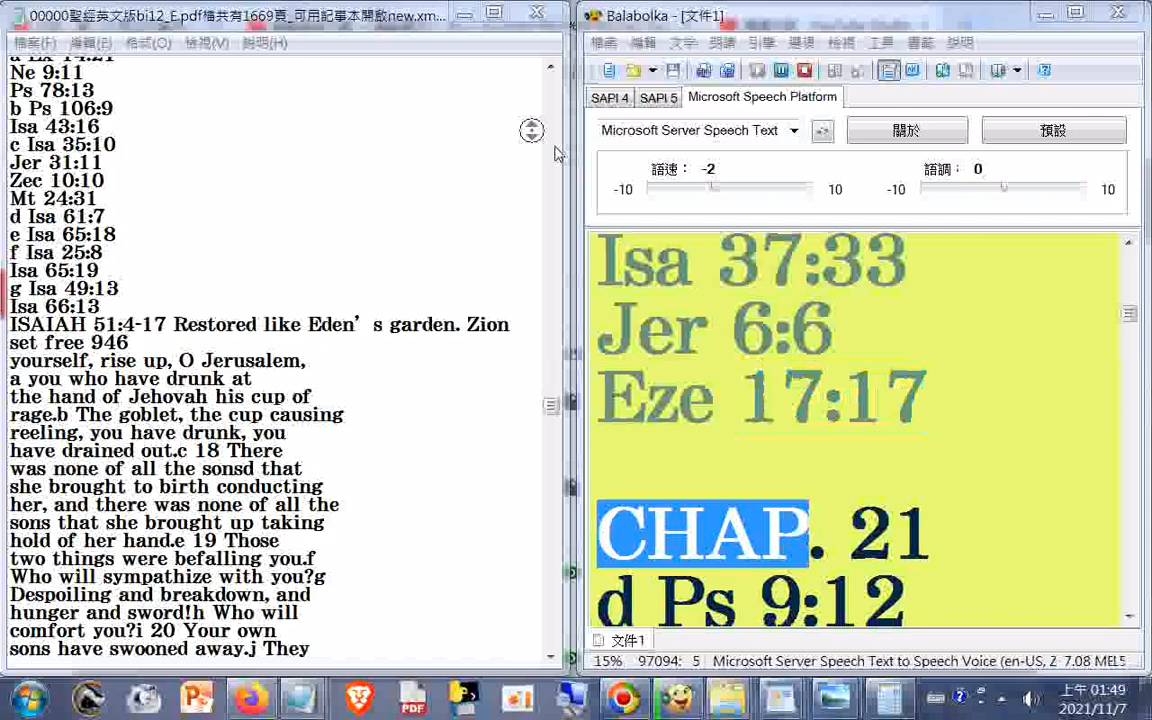 00000聖經英文版bi12_E.pdf檔共有1669頁_可用記事本開啟new.xm...
檔案(F) 編輯(E) 格式(O) 檢視(V) 說明(H)
a Ex 14:21
Ne 9:11
Ps 78:13
b Ps 106:9
Isa 43:16
c Isa 35:10
Jer 31:11
Zec 10:10
Mt 24:31
d Isa 61:7
e Isa 65:18
f Isa 25:8
Isa 65:19
g Isa 49:13
Isa 66:13
ISAIAH 51:4-17 Restored like Eden’s garden. Zion
set free 946
yourself, rise up, O Jerusalem,
a you who have drunk at
the hand of Jehovah his cup of
rage.b The goblet, the cup causing
reeling, you have drunk, you
have drained out.c 18 There
was none of all the sonsd that
she brought to birth conducting
her, and there was none of all the
sons that she brought up taking
hold of her hand.e 19 Those
two things were befalling you.f
Who will sympathize with you?g
Despoiling and breakdown, and
hunger and sword!h Who will
comfort you?i 20 Your own
sons have swooned away.j They
Balabolka - [文件1]
檔案 編輯 文字 朗讀 引擎 選項 檢視 工具 書籤 說明
SAPI 4 SAPI 5 Microsoft Speech Platform
Microsoft Server Speech Text 關於 預設
語速： -2 語調： 0
-10 10 -10 10
Isa 37:33
Jer 6:6
Eze 17:17
CHAP. 21
d Ps 9:12
文件1
15% 97094: 5 Microsoft Server Speech Text to Speech Voice (en-US, Z 7.08 МБ
PDF
上午 01:49
2021/11/7